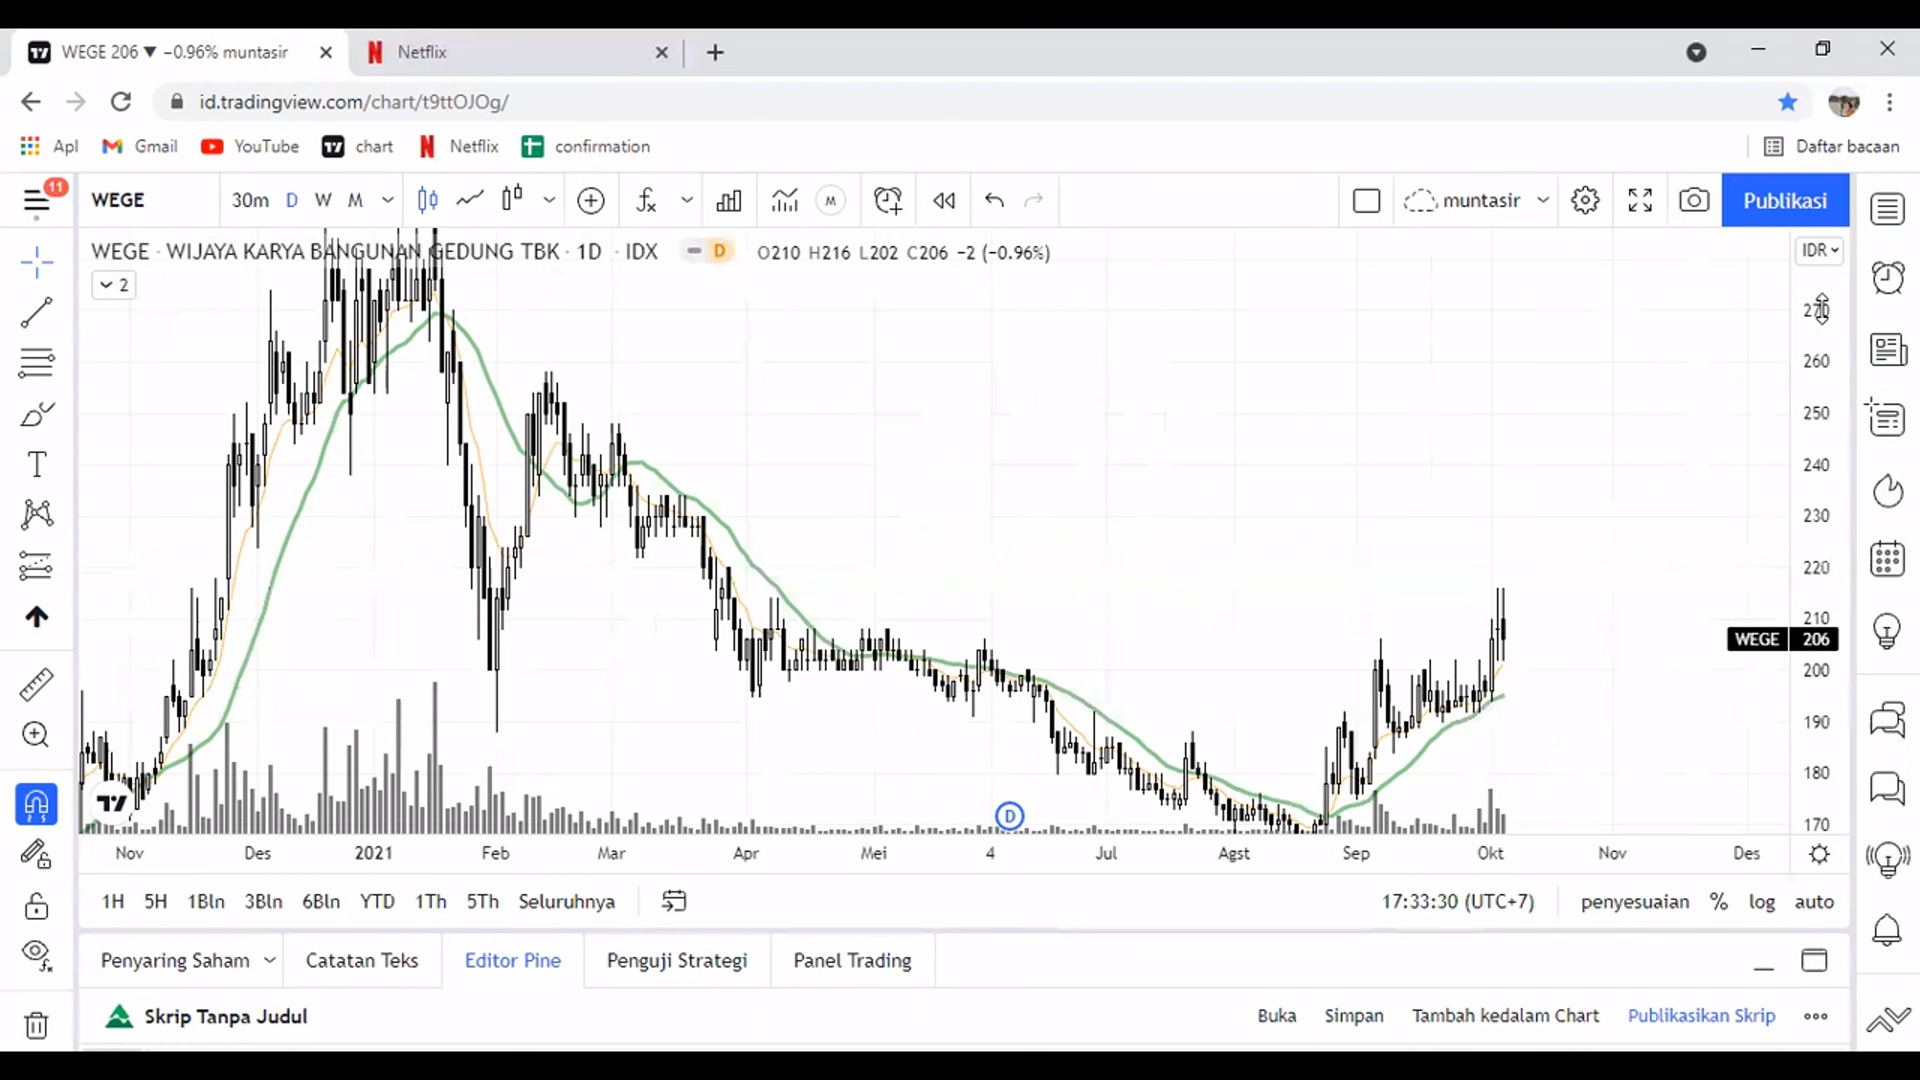 WEGE 206 ▼ −0.96% muntasir
Netflix
id.tradingview.com/chart/t9ttOJOg/
Apl Gmail YouTube chart Netflix confirmation Daftar bacaan
11
WEGE 30m D W M M muntasir Publikasi
WEGE · WIJAYA KARYA BANGUNAN GEDUNG TBK · 1D · IDX D O210 H216 L202 C206 −2 (−0.96%) IDR
2
270
260
250
240
230
220
210
WEGE 206
200
190
180
170
D
Nov Des 2021 Feb Mar Apr Mei 4 Jul Agst Sep Okt Nov Des
1H 5H 1Bln 3Bln 6Bln YTD 1Th 5Th Seluruhnya 17:33:30 (UTC+7) penyesuaian % log auto
Penyaring Saham Catatan Teks Editor Pine Penguji Strategi Panel Trading
Skrip Tanpa Judul Buka Simpan Tambah kedalam Chart Publikasikan Skrip